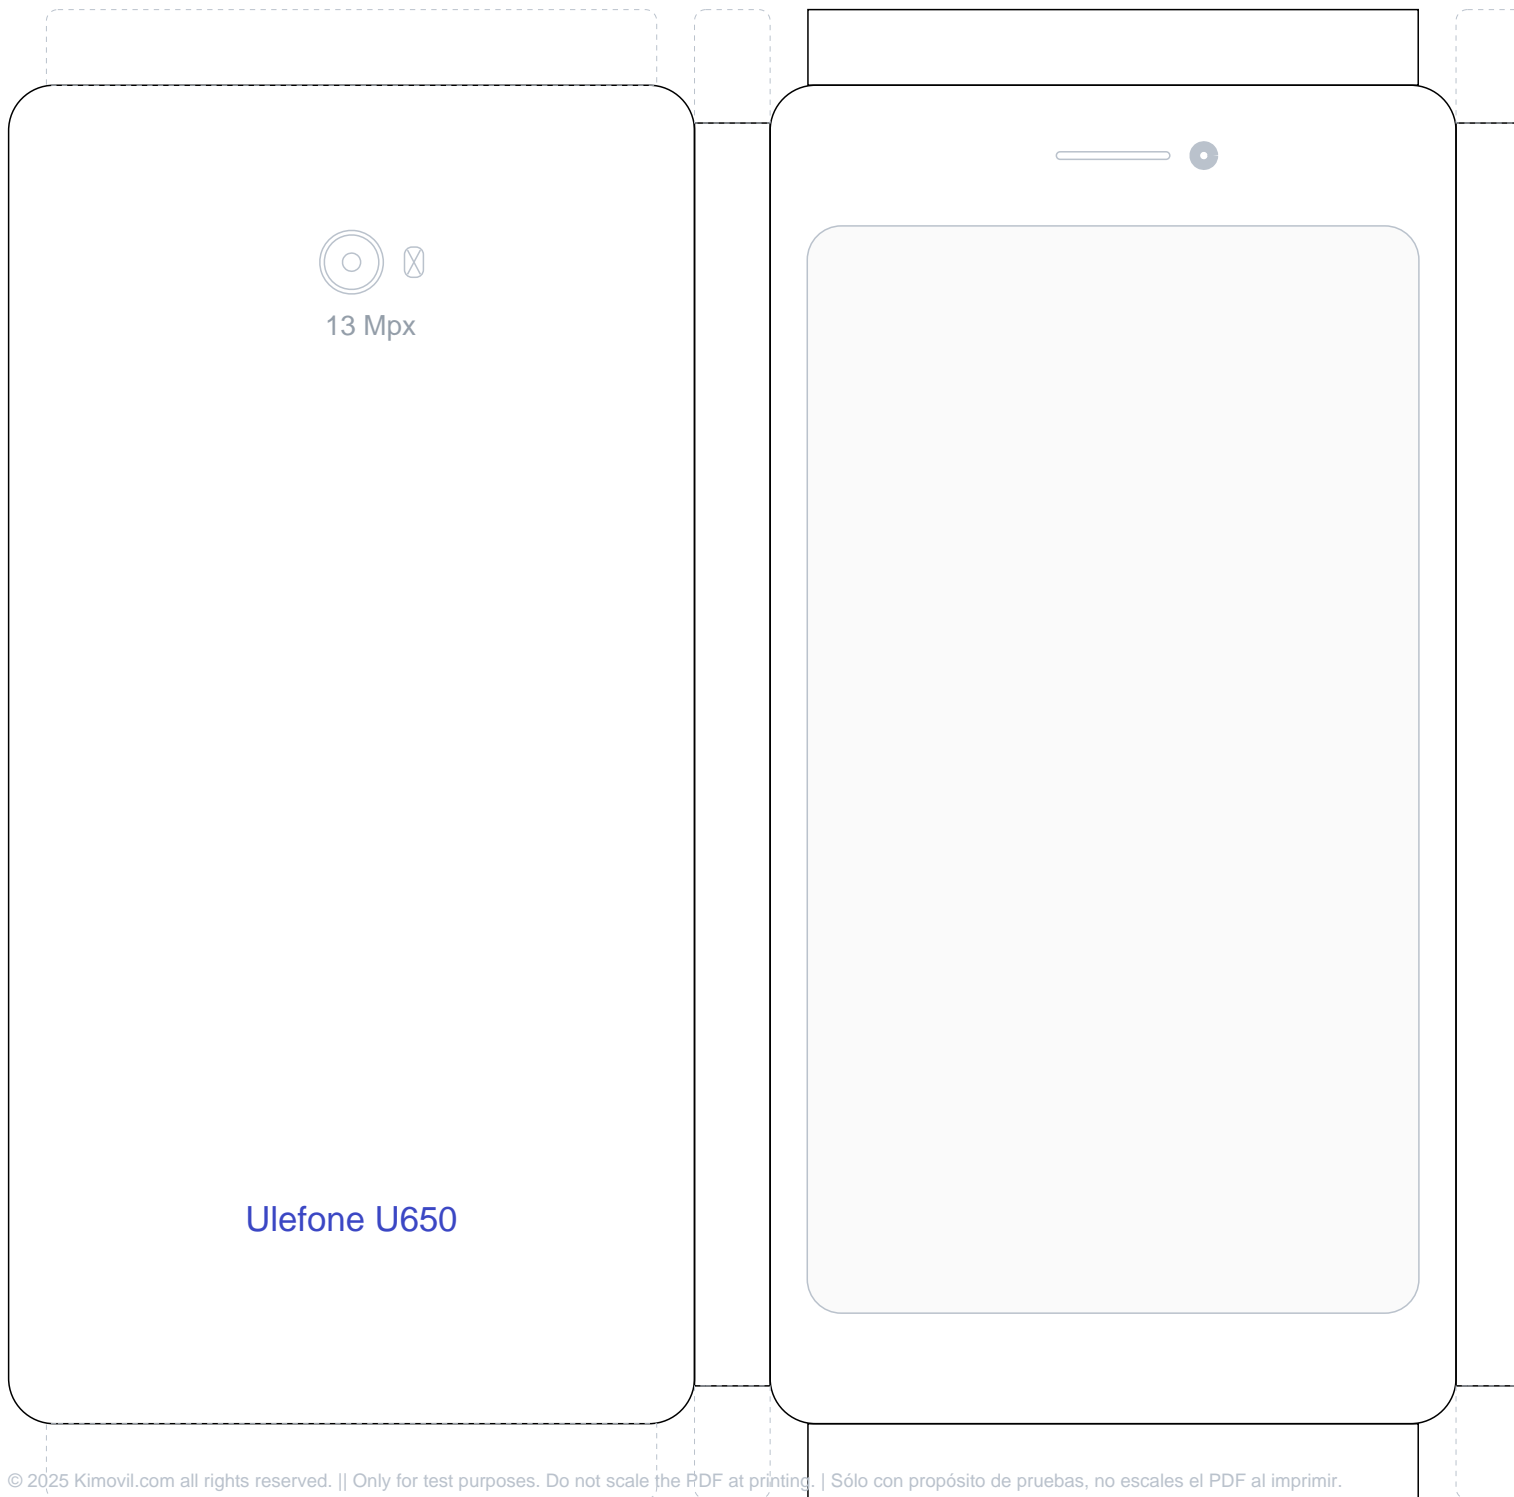 13 Mpx
Ulefone U650
© 2025 Kimovil.com all rights reserved. || Only for test purposes. Do not scale the PDF at printing. | Sólo con propósito de pruebas, no escales el PDF al imprimir.